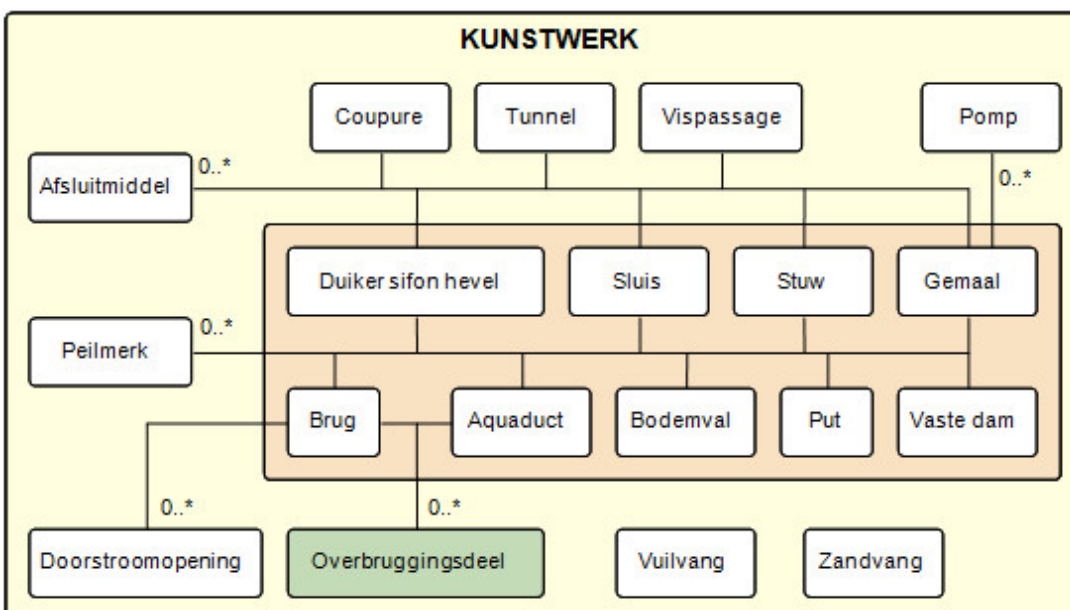 KUNSTWERK
Coupure
Tunnel
Vispassage
Pomp
0..*
0..*
Afsluitmiddel
Duiker sifon hevel
Sluis
Stuw
Gemaal
0..*
Peilmerk
Brug
Aquaduct
Bodemval
Put
Vaste dam
0..*
0..*
Doorstroomopening
Overbruggingsdeel
Vuilvang
Zandvang